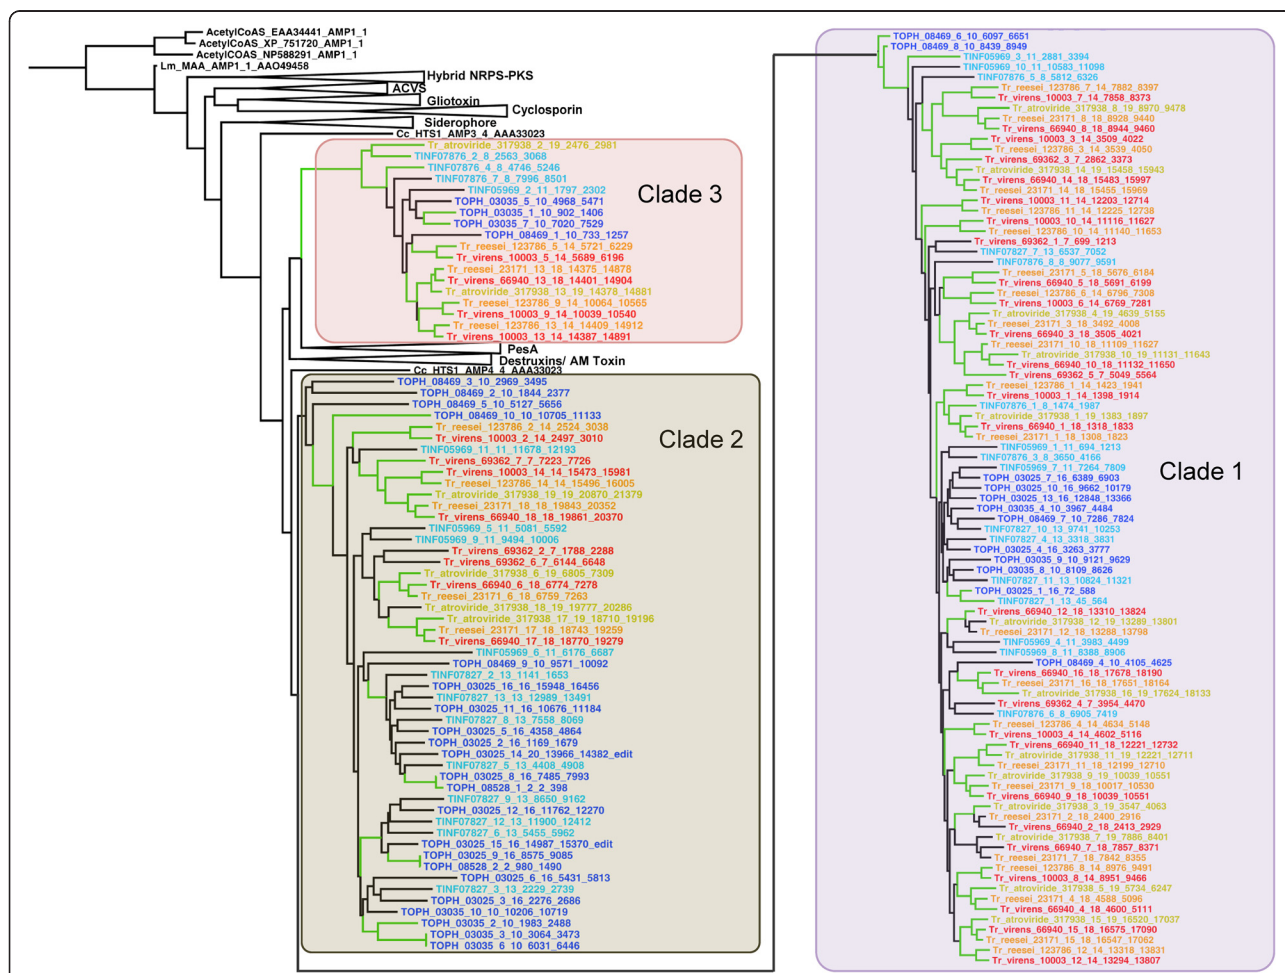 AcetylCoAS_EAA34441_AMP1_1
AcetylCoAS_XP_751720_AMP1_1
AcetylCOAS_NP588291_AMP1_1
Lm_MAA_AMP1_1_AAO49458
Hybrid NRPS-PKS
ACVS
Gliotoxin
Cyclosporin
Siderophore
Cc_HTS1_AMP3_4_AAA33023
Tr_atroviride_317938_2_19_2476_2981
TINF07876_2_8_2563_3068
TINF07876_4_8_4746_5246
TINF07876_7_8_7996_8501
TINF05969_2_11_1797_2302
TOPH_03035_5_10_4968_5471
TOPH_03035_1_10_902_1406
TOPH_03035_7_10_7020_7529
TOPH_08469_1_10_733_1257
Tr_reesei_123786_5_14_5721_6229
Tr_virens_10003_5_14_5689_6196
Tr_reesei_23171_13_18_14375_14878
Tr_virens_66940_13_18_14401_14904
Tr_atroviride_317938_13_19_14378_14881
Tr_reesei_123786_9_14_10064_10565
Tr_virens_10003_9_14_10039_10540
Tr_reesei_123786_13_14_14409_14912
Tr_virens_10003_13_14_14387_14891
Clade 3
PesA
Destruxins/ AM Toxin
Cc_HTS1_AMP4_4_AAA33023
TOPH_08469_3_10_2969_3495
TOPH_08469_2_10_1844_2377
TOPH_08469_5_10_5127_5656
TOPH_08469_10_10_10705_11133
Tr_reesei_123786_2_14_2524_3038
Tr_virens_10003_2_14_2497_3010
TINF05969_11_11_11678_12193
Tr_virens_69362_7_7_7223_7726
Tr_virens_10003_14_14_15473_15981
Tr_reesei_123786_14_14_15496_16005
Tr_atroviride_317938_19_19_20870_21379
Tr_reesei_23171_18_18_19843_20352
Tr_virens_66940_18_18_19861_20370
TINF05969_5_11_5081_5592
TINF05969_9_11_9494_10006
Tr_virens_69362_2_7_1788_2288
Tr_virens_69362_6_7_6144_6648
Tr_atroviride_317938_6_19_6805_7309
Tr_virens_66940_6_18_6774_7278
Tr_reesei_23171_6_18_6759_7263
Tr_atroviride_317938_18_19_19777_20286
Tr_atroviride_317938_17_19_18710_19196
Tr_reesei_23171_17_18_18743_19259
Tr_virens_66940_17_18_18770_19279
TINF05969_6_11_6176_6687
TOPH_08469_9_10_9571_10092
TINF07827_2_13_1141_1653
TOPH_03025_16_16_15948_16456
TINF07827_13_13_12989_13491
TOPH_03025_11_16_10676_11184
TINF07827_8_13_7558_8069
TOPH_03025_5_16_4358_4864
TOPH_03025_2_16_1169_1679
TOPH_03025_14_20_13966_14382_edit
TINF07827_5_13_4408_4908
TOPH_03025_8_16_7485_7993
TOPH_08528_1_2_2_398
TINF07827_9_13_8650_9162
TOPH_03025_12_16_11762_12270
TINF07827_12_13_11900_12412
TINF07827_6_13_5455_5962
TOPH_03025_15_16_14987_15370_edit
TOPH_03025_9_16_8575_9085
TOPH_08528_2_2_980_1490
TOPH_03025_6_16_5431_5813
TINF07827_3_13_2229_2739
TOPH_03025_3_16_2276_2686
TOPH_03035_10_10_10206_10719
TOPH_03035_2_10_1983_2488
TOPH_03035_3_10_3064_3473
TOPH_03035_6_10_6031_6446
Clade 2
TOPH_08469_6_10_6097_6651
TOPH_08469_8_10_8439_8949
TINF05969_3_11_2881_3394
TINF05969_10_11_10583_11098
TINF07876_5_8_5812_6326
Tr_reesei_123786_7_14_7882_8397
Tr_virens_10003_7_14_7858_8373
Tr_atroviride_317938_8_19_8970_9478
Tr_reesei_23171_8_18_8928_9440
Tr_virens_66940_8_18_8944_9460
Tr_virens_10003_3_14_3509_4022
Tr_reesei_123786_3_14_3539_4050
Tr_virens_69362_3_7_2862_3373
Tr_atroviride_317938_14_19_15458_15943
Tr_virens_66940_14_18_15483_15997
Tr_reesei_23171_14_18_15455_15969
Tr_virens_10003_11_14_12203_12714
Tr_reesei_123786_11_14_12225_12738
Tr_virens_10003_10_14_11116_11627
Tr_reesei_123786_10_14_11140_11653
Tr_virens_69362_1_7_699_1213
TINF07827_7_13_6537_7052
TINF07876_8_8_9077_9591
Tr_reesei_23171_5_18_5676_6184
Tr_virens_66940_5_18_5691_6199
Tr_reesei_123786_6_14_6796_7308
Tr_virens_10003_6_14_6769_7281
Tr_atroviride_317938_4_19_4639_5155
Tr_reesei_23171_3_18_3492_4008
Tr_virens_66940_3_18_3505_4021
Tr_reesei_23171_10_18_11109_11627
Tr_atroviride_317938_10_19_11131_11643
Tr_virens_66940_10_18_11132_11650
Tr_virens_69362_5_7_5049_5564
Tr_reesei_123786_1_14_1423_1941
Tr_virens_10003_1_14_1398_1914
TINF07876_1_8_1474_1987
Tr_atroviride_317938_1_19_1383_1897
Tr_virens_66940_1_18_1318_1833
Tr_reesei_23171_1_18_1308_1823
TINF05969_1_11_694_1213
TINF07876_3_8_3650_4166
TINF05969_7_11_7264_7809
TOPH_03025_7_16_6389_6903
TOPH_03025_10_16_9662_10179
TOPH_03025_13_16_12848_13366
TOPH_03035_4_10_3967_4484
TOPH_08469_7_10_7286_7824
TINF07827_10_13_9741_10253
TINF07827_4_13_3318_3831
TOPH_03025_4_16_3263_3777
TOPH_03035_9_10_9121_9629
TOPH_03035_8_10_8109_8626
TINF07827_11_13_10824_11321
TOPH_03025_1_16_72_588
TINF07827_1_13_45_564
Tr_virens_66940_12_18_13310_13824
Tr_atroviride_317938_12_19_13289_13801
Tr_reesei_23171_12_18_13288_13798
TINF05969_4_11_3983_4499
TINF05969_8_11_8388_8906
TOPH_08469_4_10_4105_4625
Tr_virens_66940_16_18_17678_18190
Tr_reesei_23171_16_18_17651_18164
Tr_atroviride_317938_16_19_17624_18133
Tr_virens_69362_4_7_3954_4470
TINF07876_6_8_6905_7419
Tr_reesei_123786_4_14_4634_5148
Tr_virens_10003_4_14_4602_5116
Tr_virens_66940_11_18_12221_12732
Tr_atroviride_317938_11_19_12221_12711
Tr_reesei_23171_11_18_12199_12710
Tr_atroviride_317938_9_19_10039_10551
Tr_reesei_23171_9_18_10017_10530
Tr_virens_66940_9_18_10039_10551
Tr_atroviride_317938_3_19_3547_4063
Tr_reesei_23171_2_18_2400_2916
Tr_virens_66940_2_18_2413_2929
Tr_atroviride_317938_7_19_7886_8401
Tr_virens_66940_7_18_7857_8371
Tr_reesei_23171_7_18_7842_8355
Tr_reesei_123786_8_14_8976_9491
Tr_virens_10003_8_14_8951_9466
Tr_atroviride_317938_5_19_5734_6247
Tr_reesei_23171_4_18_4588_5096
Tr_virens_66940_4_18_4600_5111
Tr_atroviride_317938_15_19_16520_17037
Tr_virens_66940_15_18_16575_17090
Tr_reesei_23171_15_18_16547_17062
Tr_reesei_123786_12_14_13318_13831
Tr_virens_10003_12_14_13294_13807
Clade 1